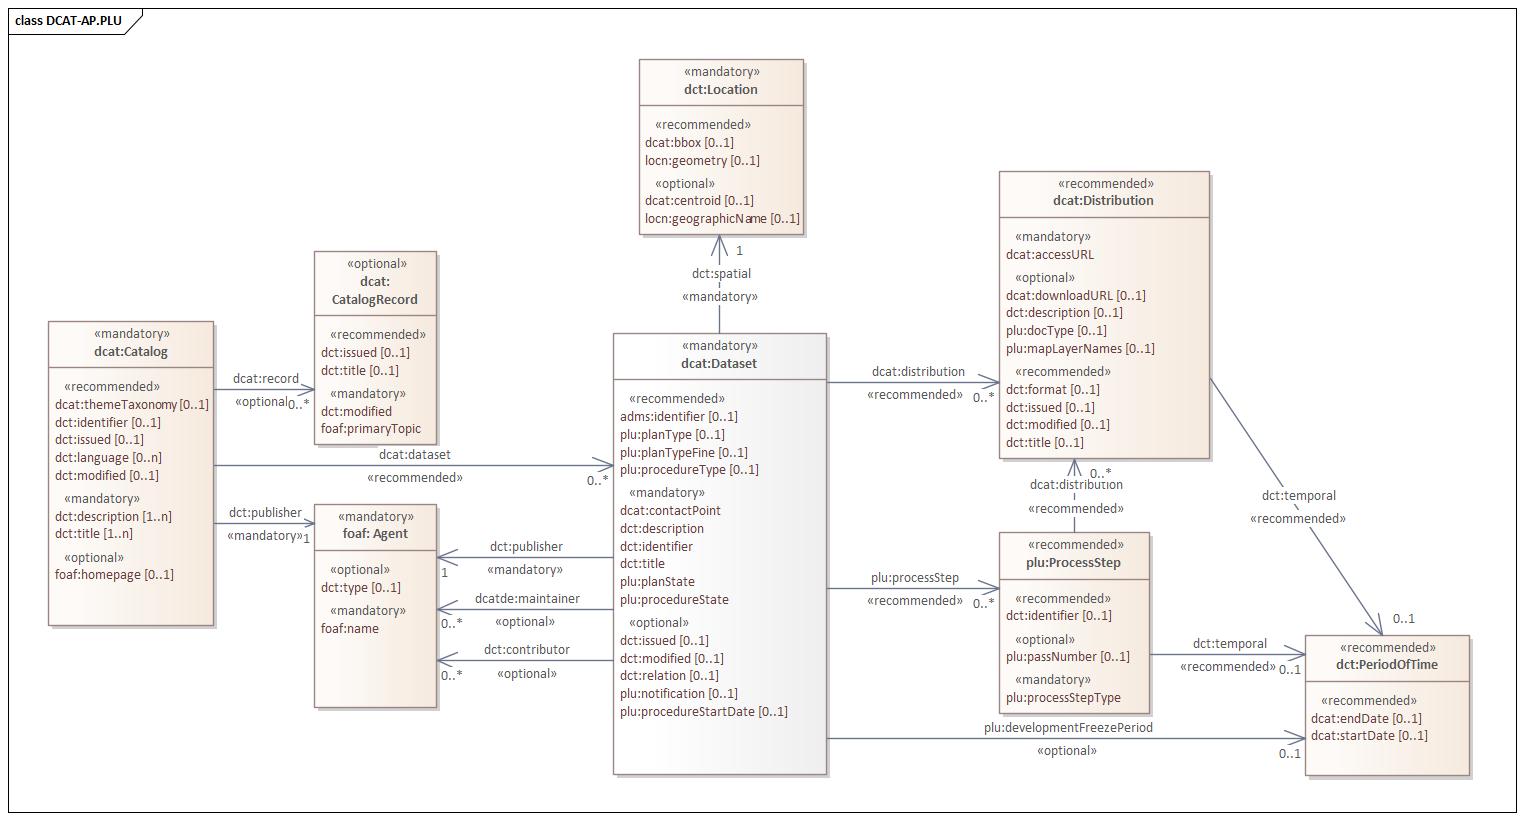 class DCAT-AP.PLU
«mandatory»
dct:Location
«recommended»
dcat:bbox [0..1]
locn:geometry [0..1]
«optional»
dcat:centroid [0..1]
locn:geographicName [0..1]
1
dct:spatial
«mandatory»
«optional»
dcat:
CatalogRecord
«recommended»
dct:issued [0..1]
dct:title [0..1]
«mandatory»
dct:modified
foaf:primaryTopic
«mandatory»
dcat:Catalog
«recommended»
dcat:themeTaxonomy [0..1]
dct:identifier [0..1]
dct:issued [0..1]
dct:language [0..n]
dct:modified [0..1]
«mandatory»
dct:description [1..n]
dct:title [1..n]
«optional»
foaf:homepage [0..1]
dcat:record
«optional»
0..*
dcat:dataset
«recommended»
0..*
dct:publisher
«mandatory»
1
«mandatory»
foaf: Agent
«optional»
dct:type [0..1]
«mandatory»
foaf:name
dct:publisher
1
«mandatory»
dcatde:maintainer
0..*
«optional»
dct:contributor
0..*
«optional»
«mandatory»
dcat:Dataset
«recommended»
adms:identifier [0..1]
plu:planType [0..1]
plu:planTypeFine [0..1]
plu:procedureType [0..1]
«mandatory»
dcat:contactPoint
dct:description
dct:identifier
dct:title
plu:planState
plu:procedureState
«optional»
dct:issued [0..1]
dct:modified [0..1]
dct:relation [0..1]
plu:notification [0..1]
plu:procedureStartDate [0..1]
dcat:distribution
«recommended»
0..*
«recommended»
dcat:Distribution
«mandatory»
dcat:accessURL
«optional»
dcat:downloadURL [0..1]
dct:description [0..1]
plu:docType [0..1]
plu:mapLayerNames [0..1]
«recommended»
dct:format [0..1]
dct:issued [0..1]
dct:modified [0..1]
dct:title [0..1]
0..*
dcat:distribution
«recommended»
plu:processStep
«recommended»
0..*
«recommended»
plu:ProcessStep
«recommended»
dct:identifier [0..1]
«optional»
plu:passNumber [0..1]
«mandatory»
plu:processStepType
dct:temporal
«recommended»
0..1
dct:temporal
«recommended»
0..1
plu:developmentFreezePeriod
«optional»
0..1
«recommended»
dct:PeriodOfTime
«recommended»
dcat:endDate [0..1]
dcat:startDate [0..1]